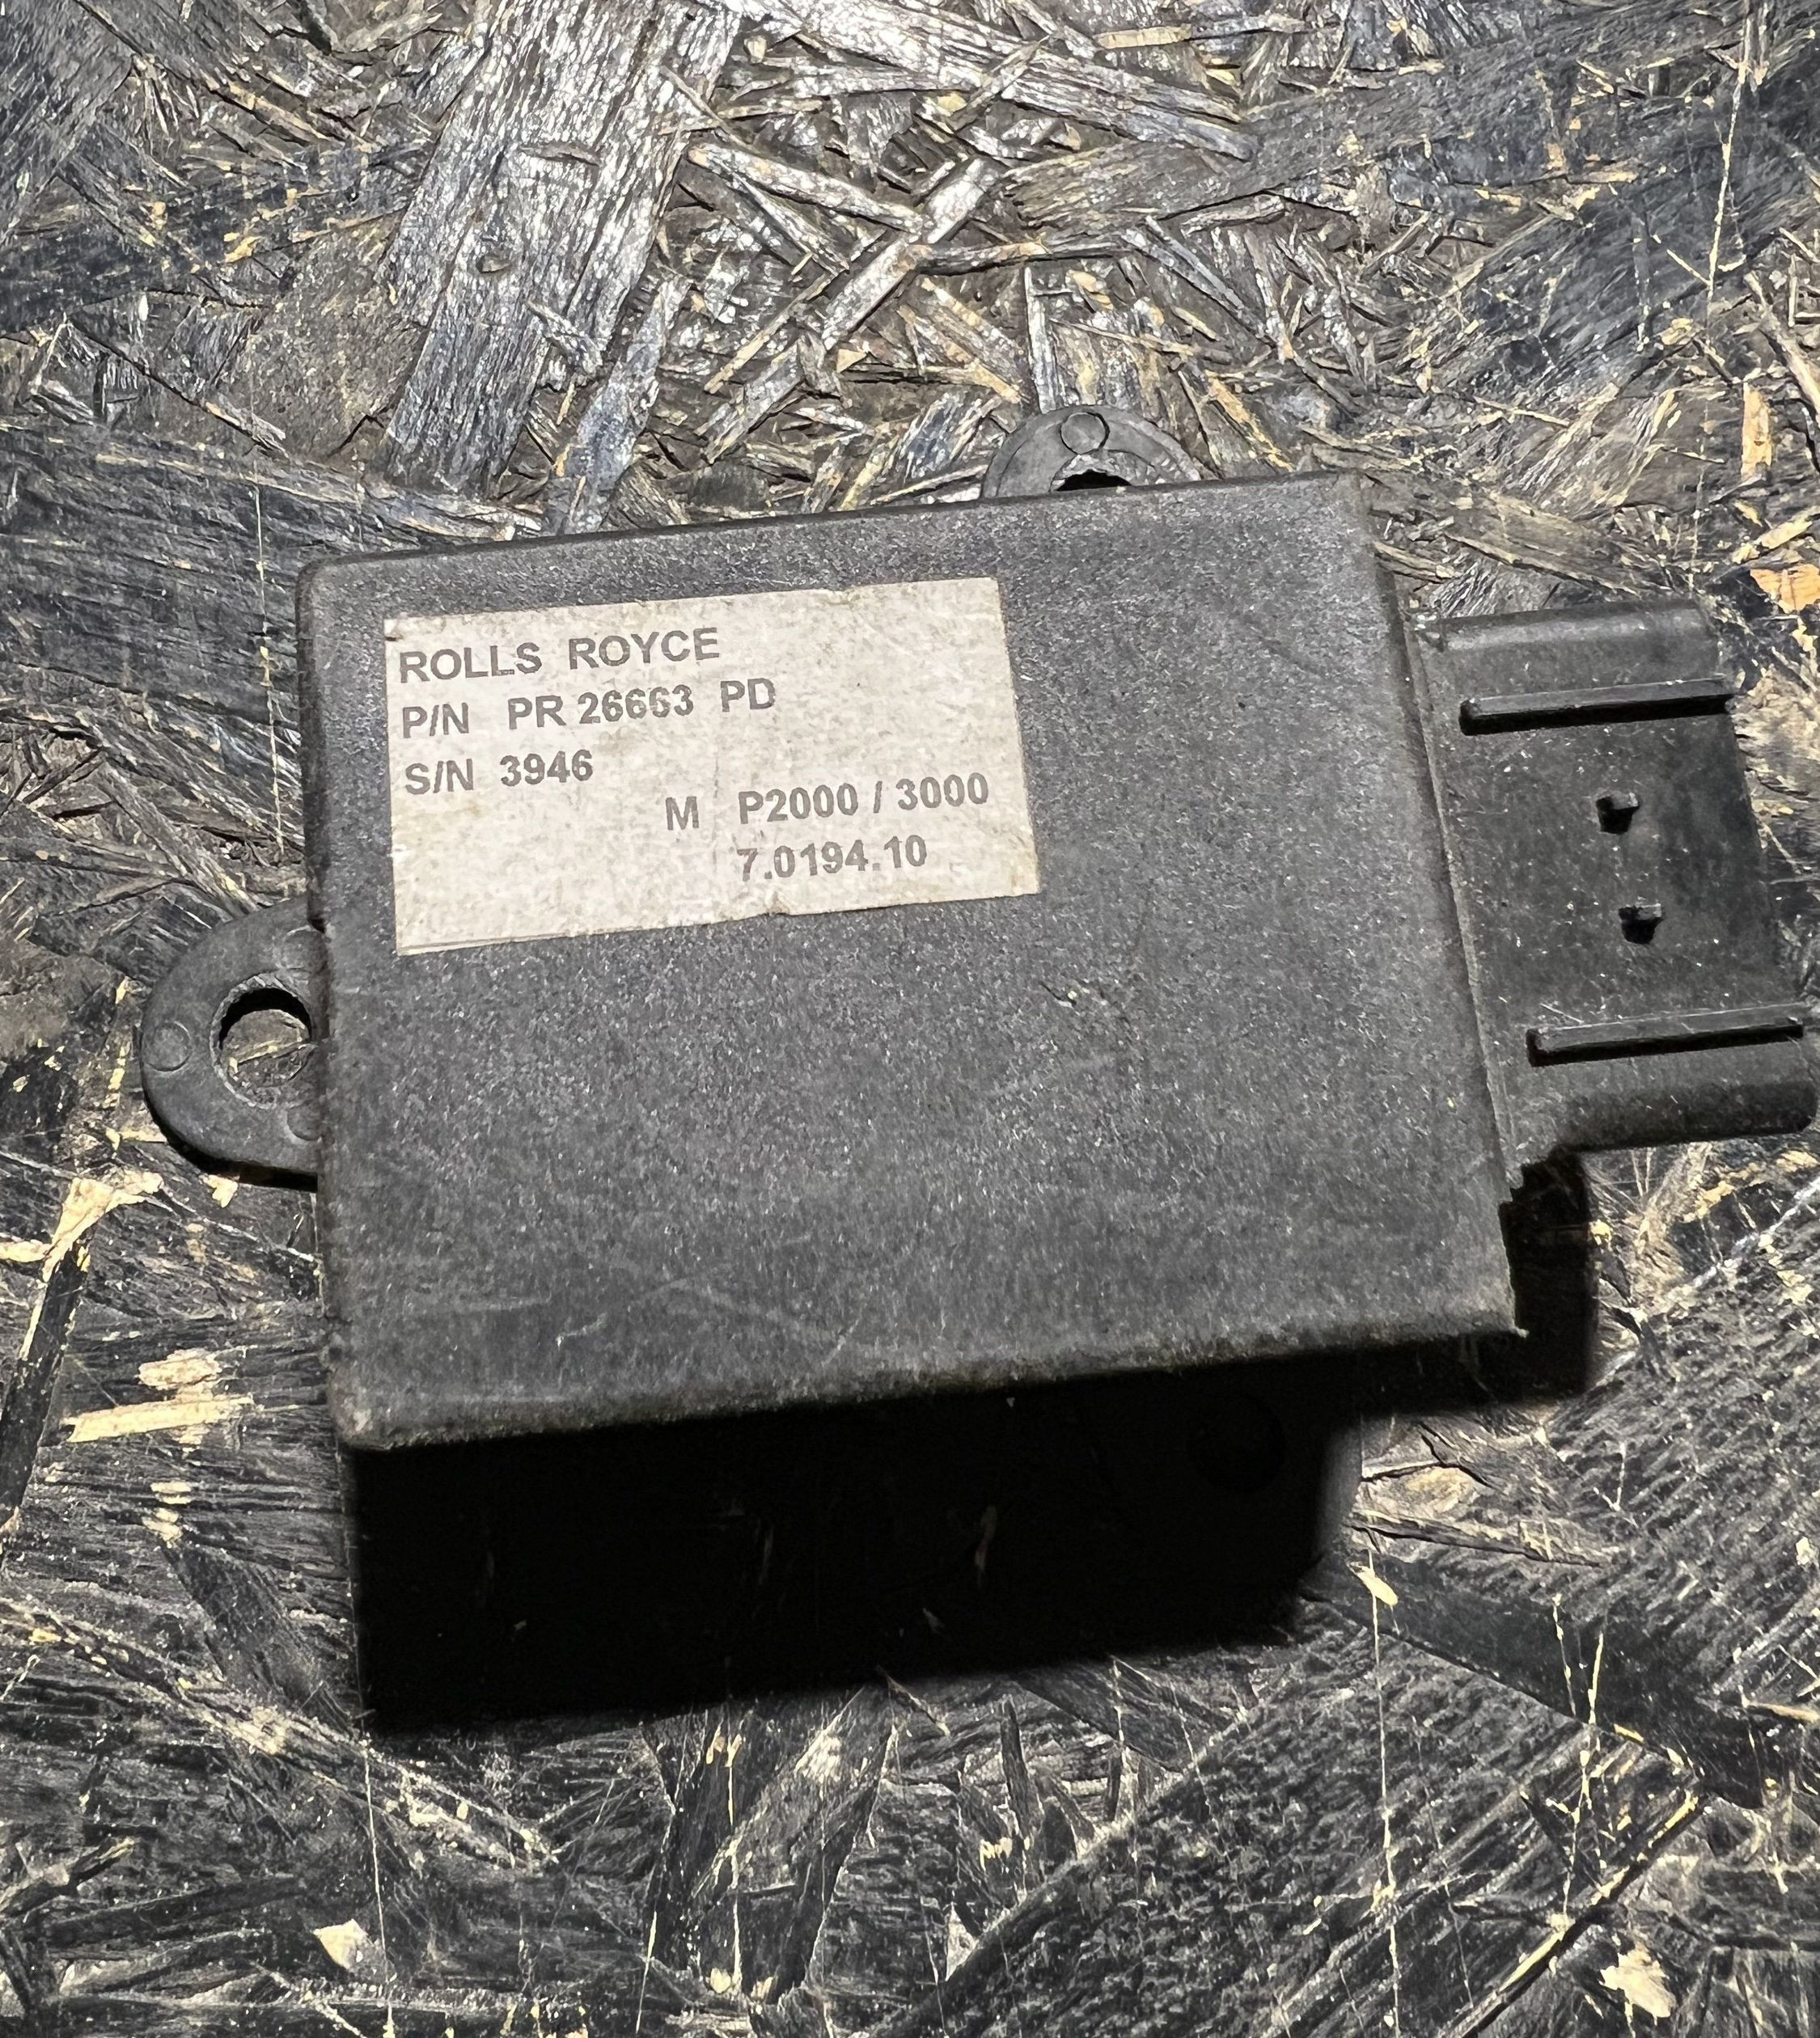 ROLLS ROYCE
P/N PR 26663 PD
S/N 3946
M P2000 / 3000
7.0194.10